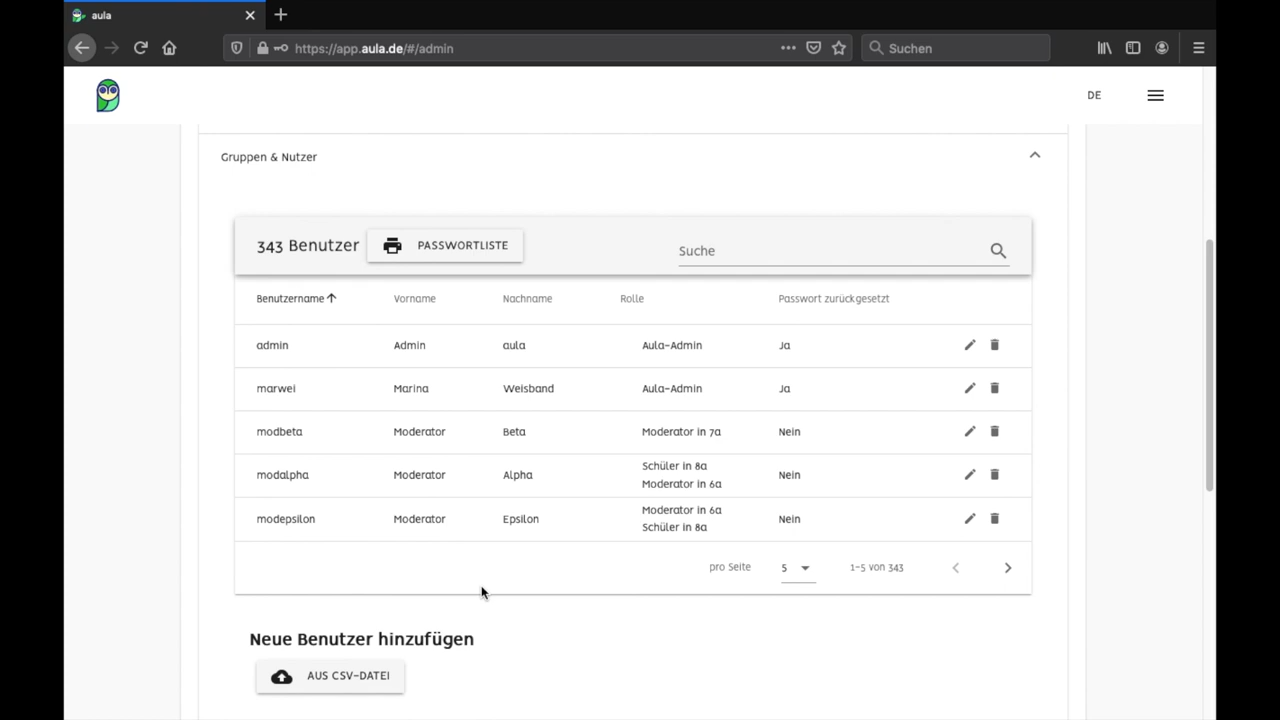 aula
https://app.aula.de/#/admin
Suchen
DE
Gruppen & Nutzer
343 Benutzer
PASSWORTLISTE
Suche
Benutzername Vorname Nachname Rolle Passwort zurückgesetzt
admin Admin aula Aula-Admin Ja
marwei Marina Weisband Aula-Admin Ja
modbeta Moderator Beta Moderator in 7a Nein
modalpha Moderator Alpha Schüler in 8a Nein
Moderator in 6a
modepsilon Moderator Epsilon Moderator in 6a Nein
Schüler in 8a
pro Seite 5 1-5 von 343
Neue Benutzer hinzufügen
AUS CSV-DATEI